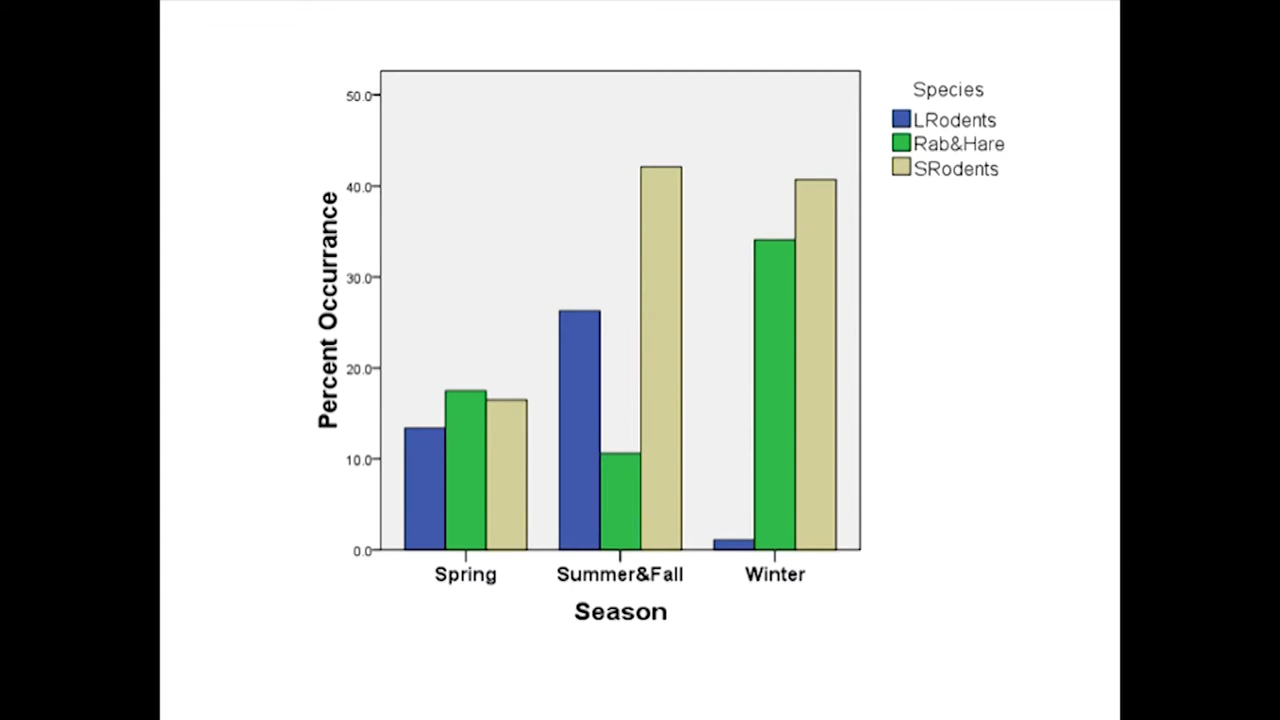 Species
LRodents
Rab&Hare
SRodents
Percent Occurrance
50.0
40.0
30.0
20.0
10.0
0.0
Spring Summer&Fall Winter
Season